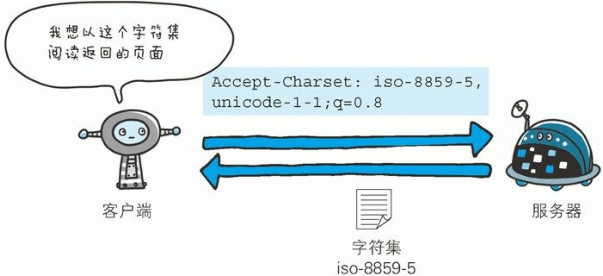 我想以这个字符集
阅读返回的页面
Accept-Charset: iso-8859-5,
unicode-1-1;q=0.8
客户端
服务器
字符集
iso-8859-5